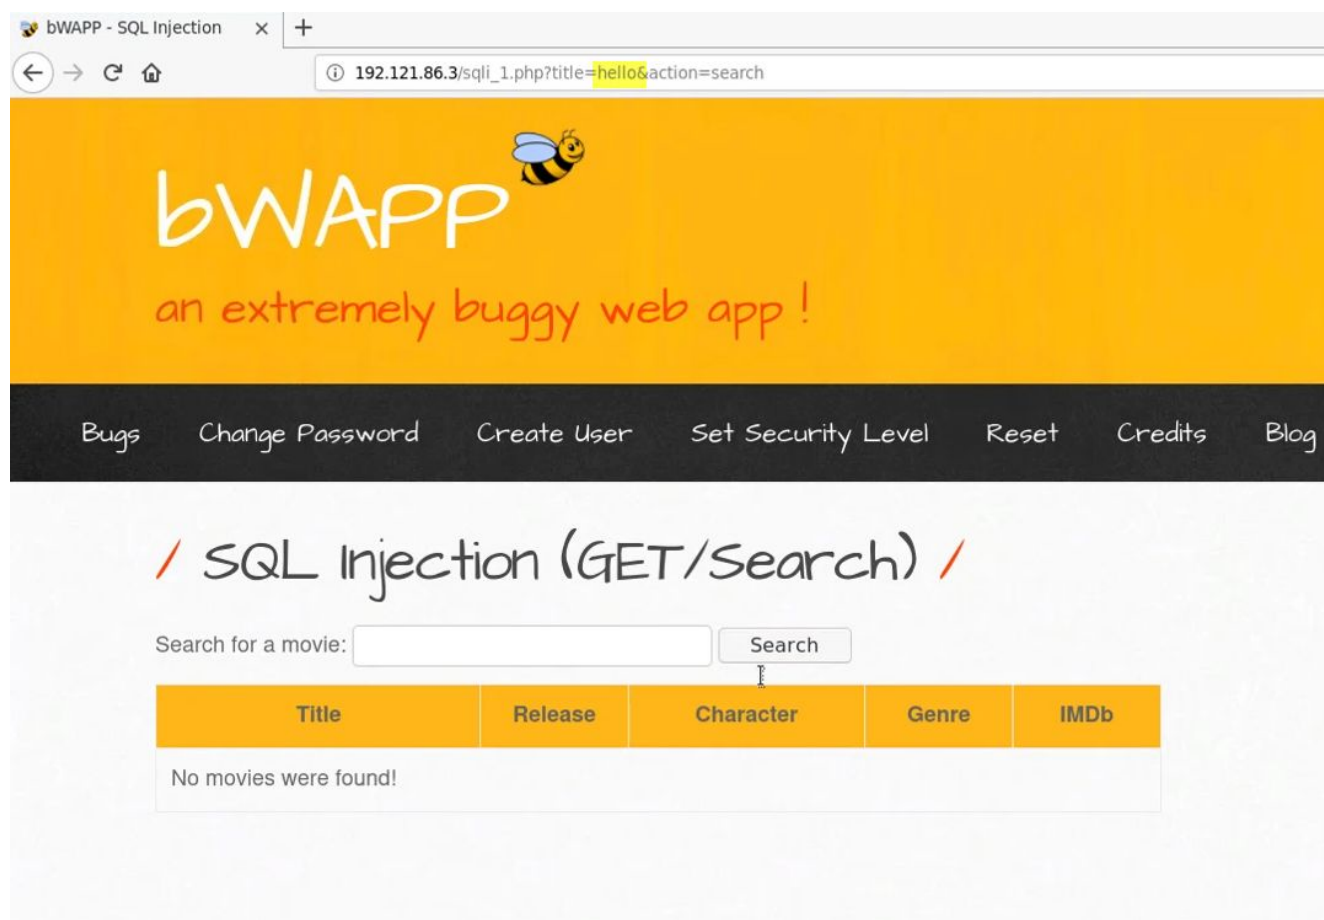 bWAPP - SQL Injection
192.121.86.3/sqli_1.php?title=hello&action=search
bWAPP
an extremely buggy web app !
Bugs Change Password Create User Set Security Level Reset Credits Blog
/ SQL Injection (GET/Search) /
Search for a movie: Search
Title Release Character Genre IMDb
No movies were found!